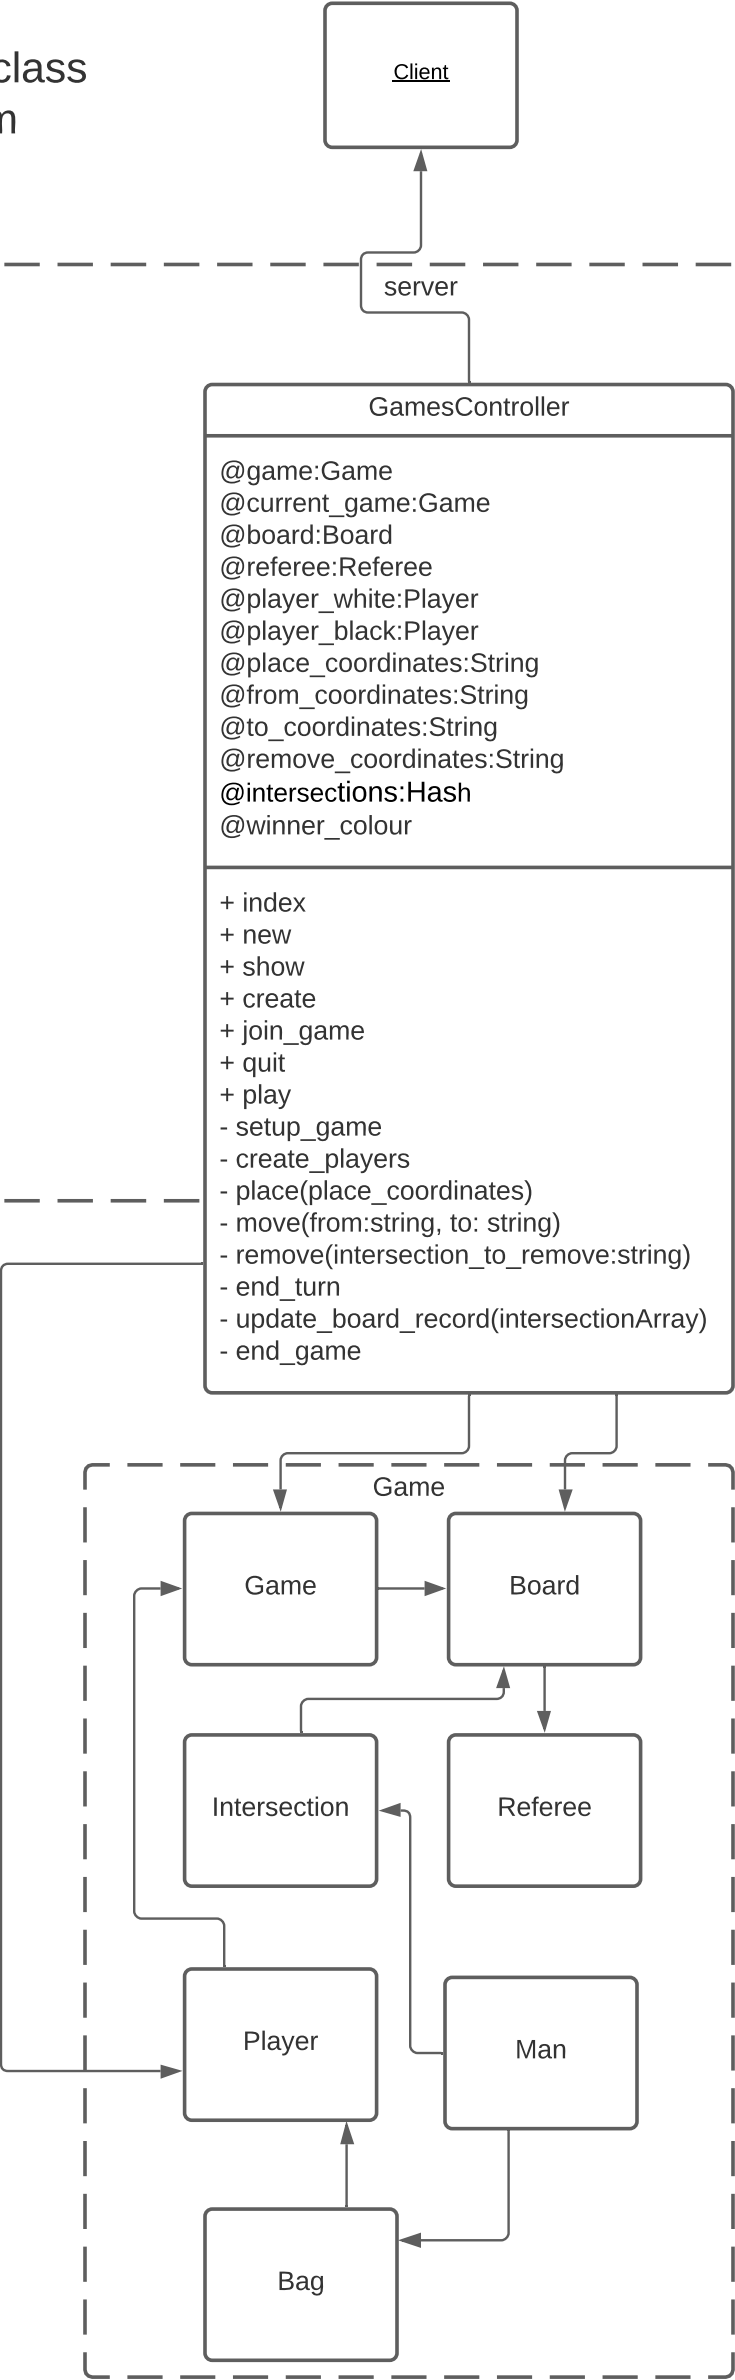 class
m
Client
server
GamesController
@game:Game
@current_game:Game
@board:Board
@referee:Referee
@player_white:Player
@player_black:Player
@place_coordinates:String
@from_coordinates:String
@to_coordinates:String
@remove_coordinates:String
@intersections:Hash
@winner_colour
+ index
+ new
+ show
+ create
+ join_game
+ quit
+ play
- setup_game
- create_players
- place(place_coordinates)
- move(from:string, to: string)
- remove(intersection_to_remove:string)
- end_turn
- update_board_record(intersectionArray)
- end_game
Game
Game
Board
Intersection
Referee
Player
Man
Bag